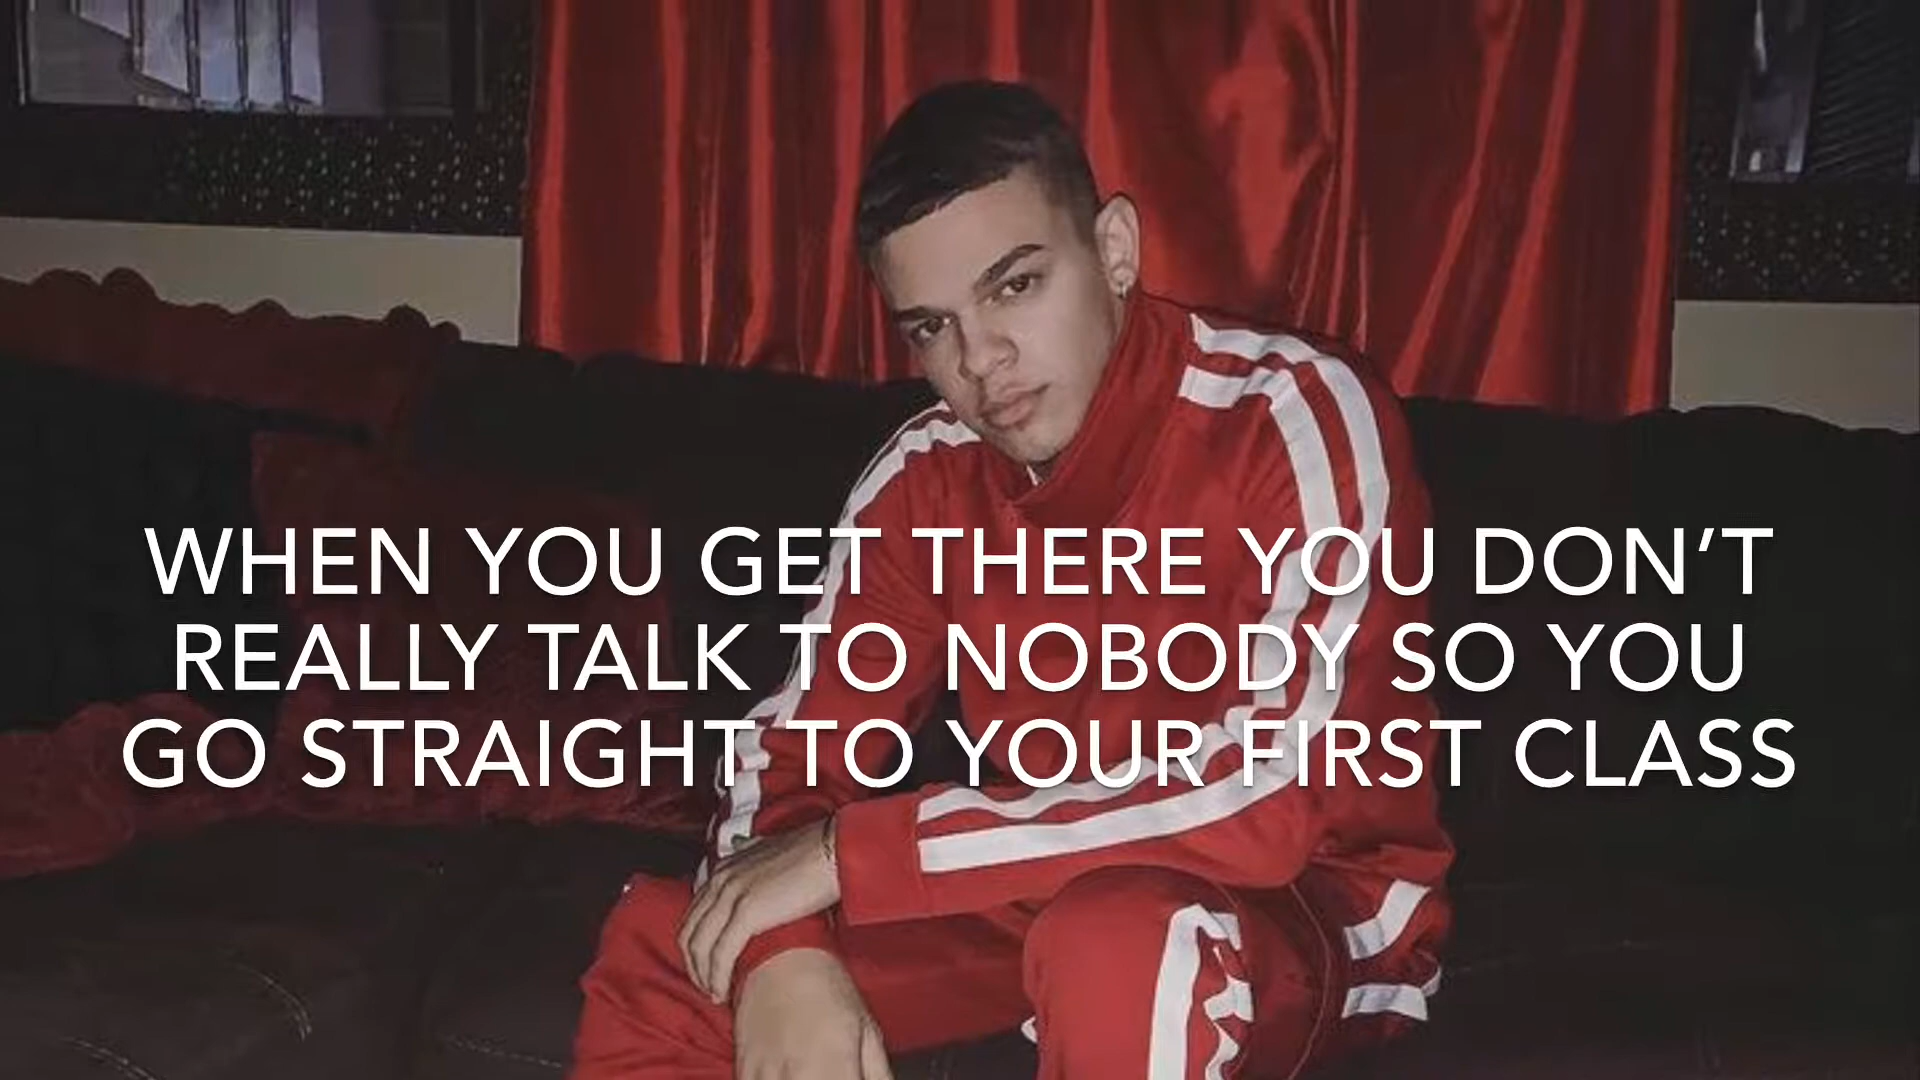 WHEN YOU GET THERE YOU DON’T
REALLY TALK TO NOBODY SO YOU
GO STRAIGHT TO YOUR FIRST CLASS